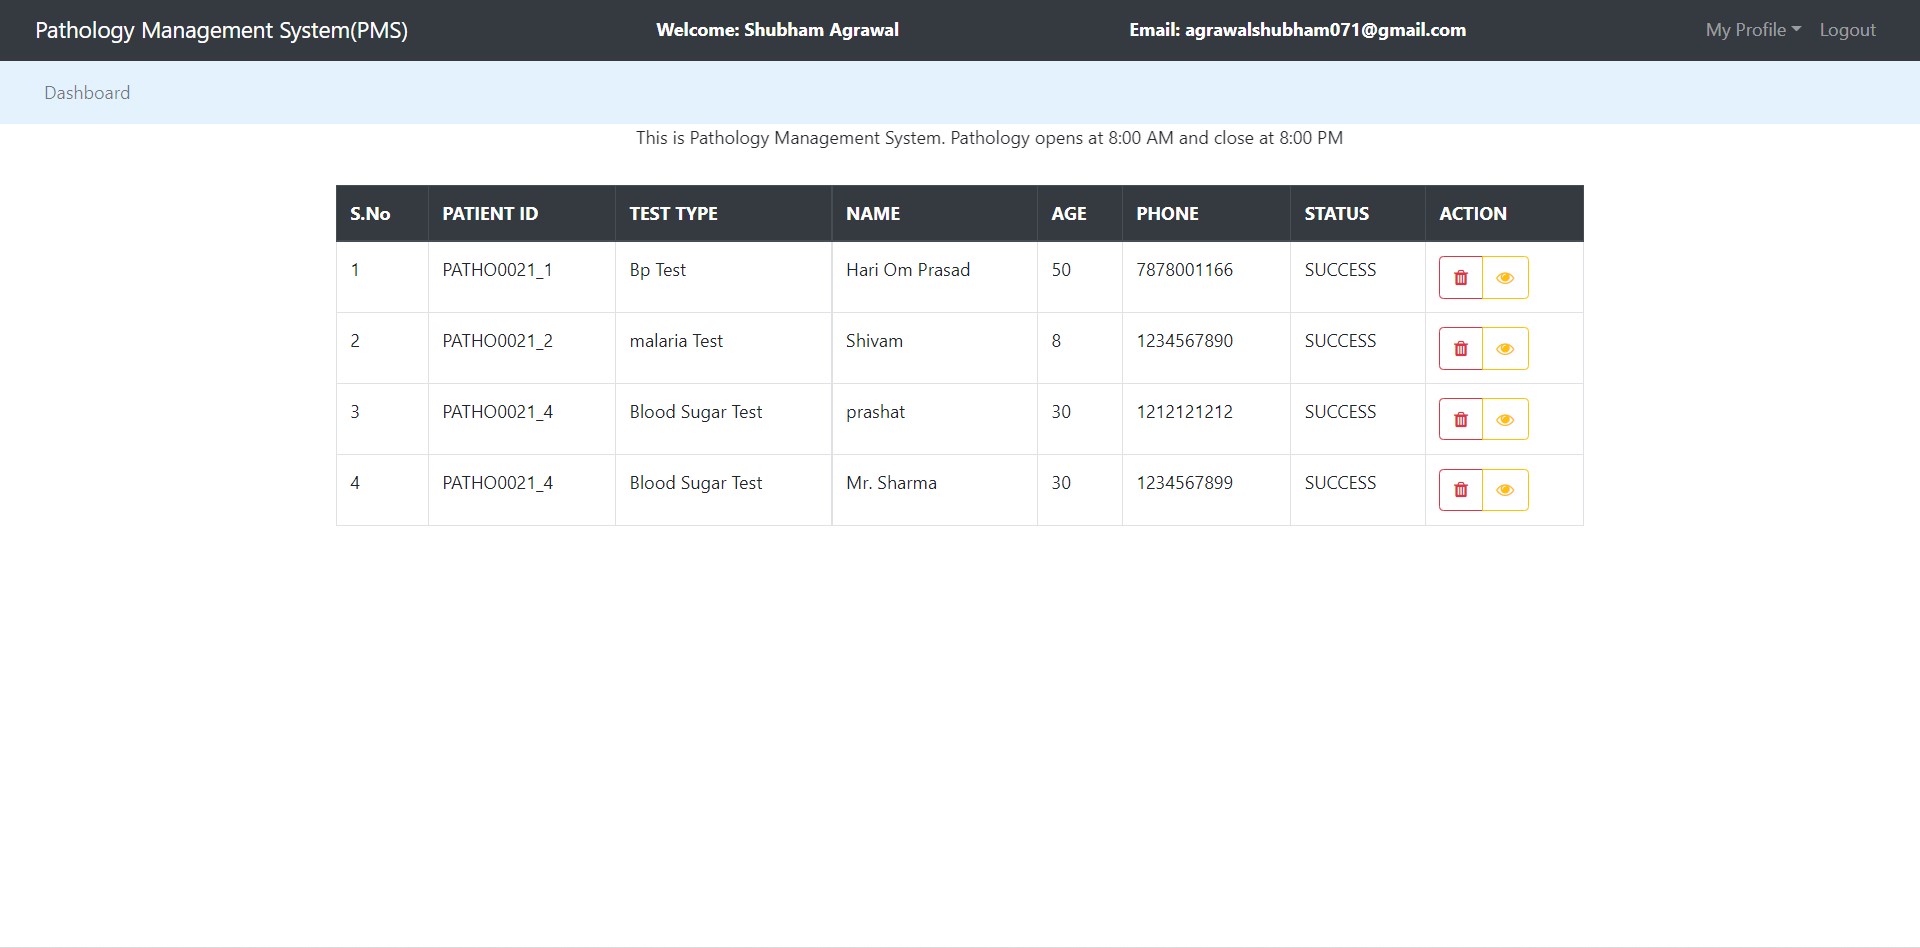 Pathology Management System(PMS) Welcome: Shubham Agrawal Email: agrawalshubham071@gmail.com My Profile Logout
Dashboard
This is Pathology Management System. Pathology opens at 8:00 AM and close at 8:00 PM
S.No PATIENT ID TEST TYPE NAME AGE PHONE STATUS ACTION
1 PATHO0021_1 Bp Test Hari Om Prasad 50 7878001166 SUCCESS
2 PATHO0021_2 malaria Test Shivam 8 1234567890 SUCCESS
3 PATHO0021_4 Blood Sugar Test prashat 30 1212121212 SUCCESS
4 PATHO0021_4 Blood Sugar Test Mr. Sharma 30 1234567899 SUCCESS